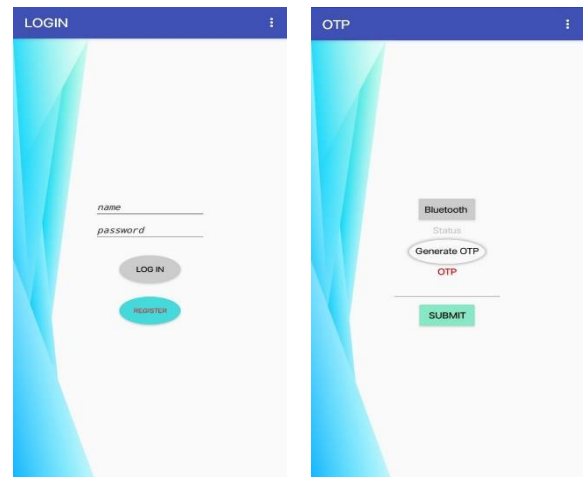 LOGIN
name
password
LOG IN
REGISTER
OTP
Bluetooth
Status
Generate OTP
OTP
SUBMIT